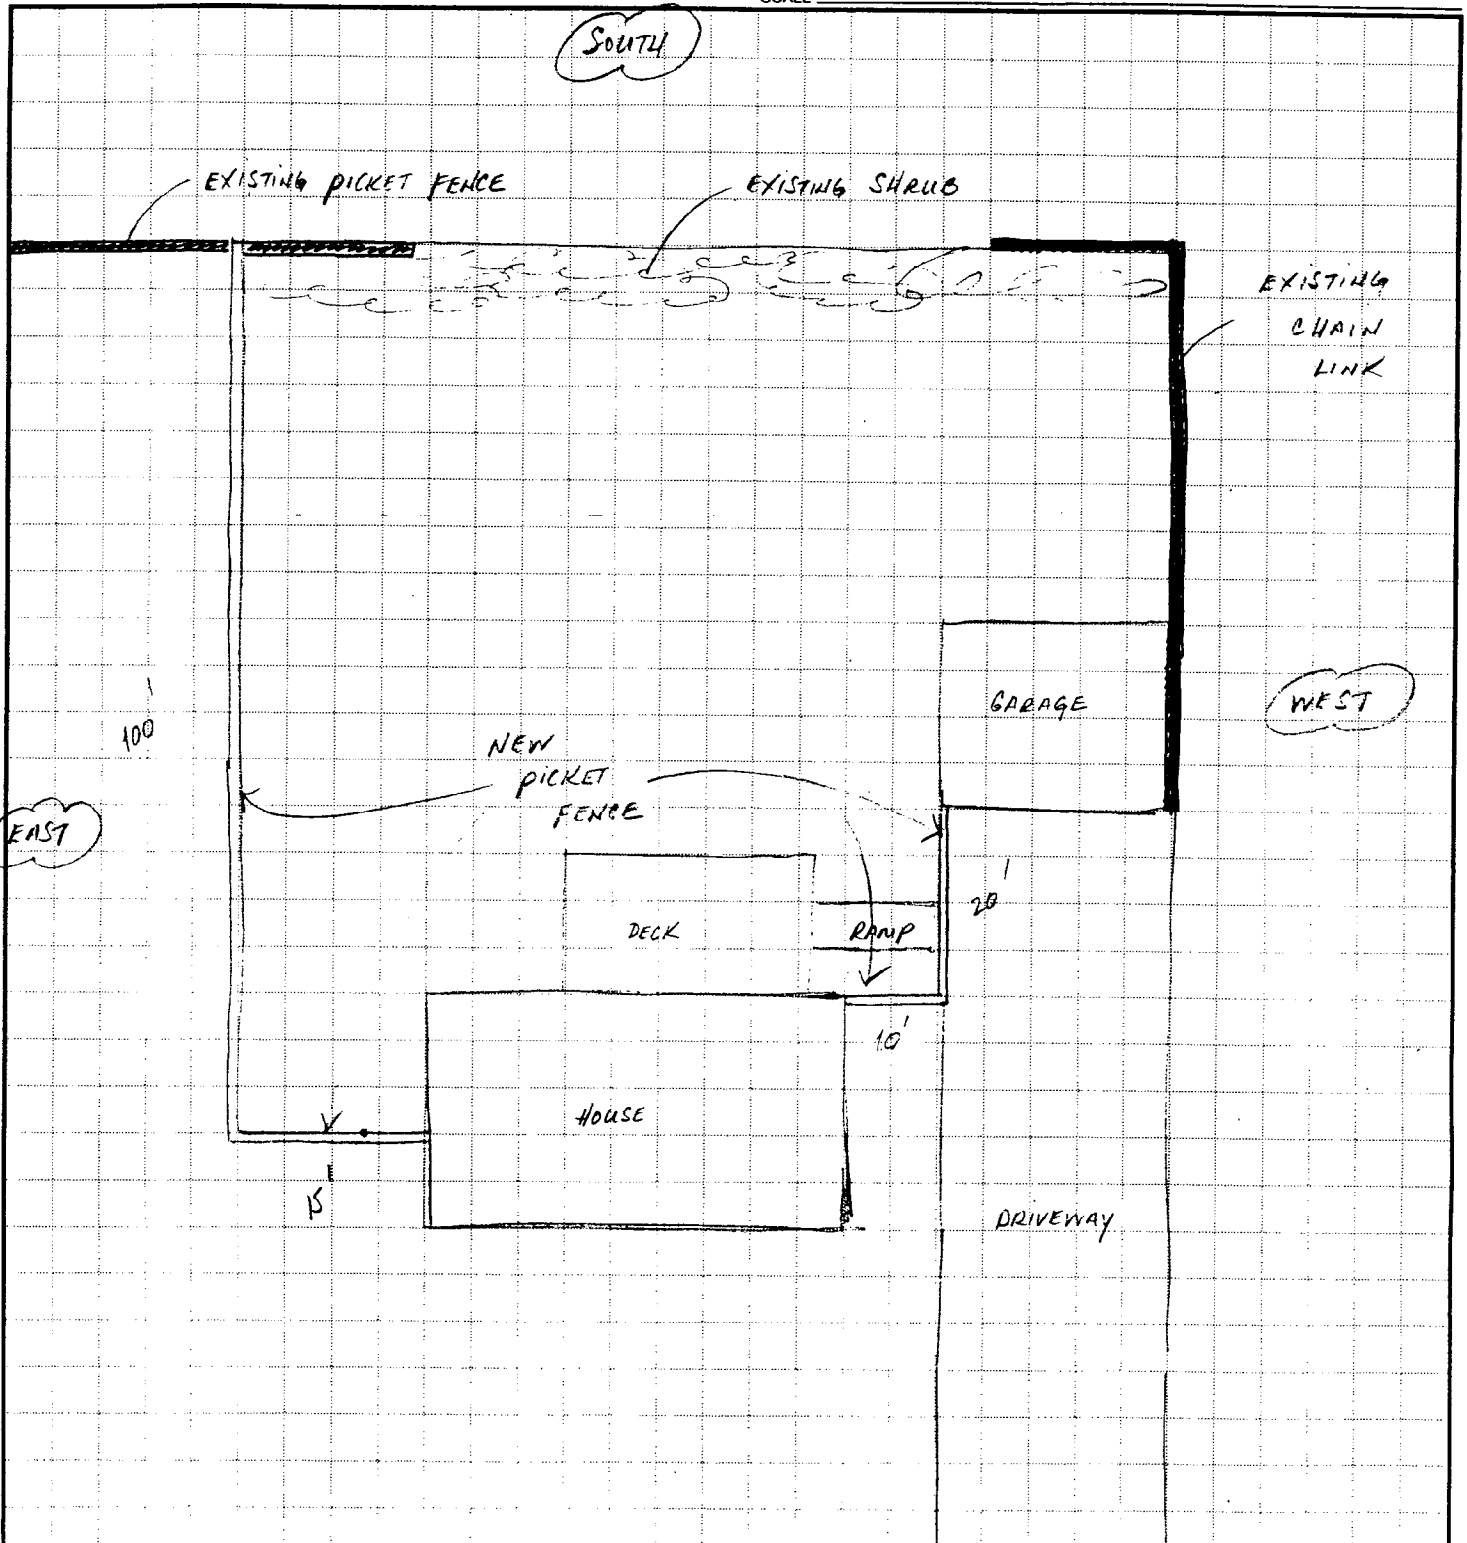 SCALE
SOUTH
EXISTING PICKET FENCE
EXISTING SHRUB
EXISTING
CHAIN
LINK
GARAGE
WEST
100'
NEW
PICKET
FENCE
EAST
20'
DECK
RAMP
10'
HOUSE
15'
DRIVEWAY